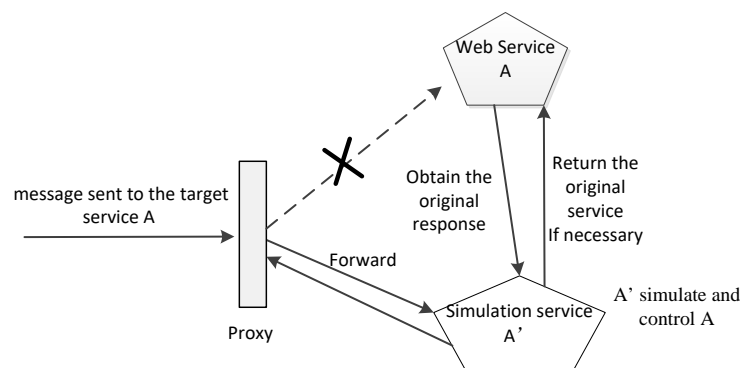 Web Service
A
message sent to the target
service A
Obtain the
original
response
Return the
original
service
If necessary
Forward
Proxy
Simulation service
A’
A’ simulate and
control A